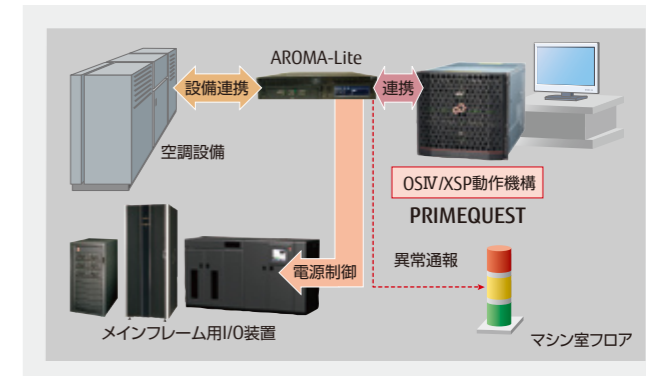 AROMA-Lite
設備連携
連携
空調設備
OSⅣ/XSP動作機構
PRIMEQUEST
電源制御
異常通報
メインフレーム用I/O装置
マシン室フロア